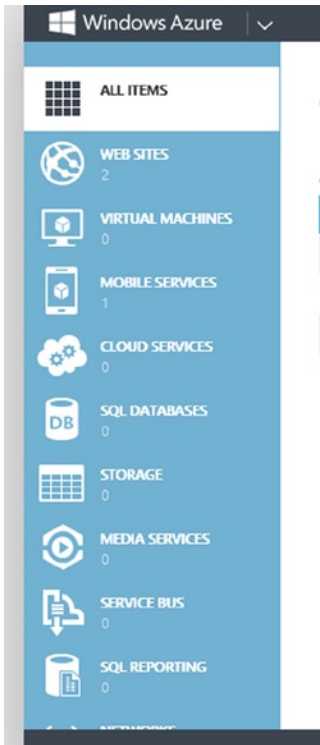 Windows Azure
ALL ITEMS
WEB SITES
2
VIRTUAL MACHINES
0
MOBILE SERVICES
1
CLOUD SERVICES
0
DB
SQL DATABASES
0
STORAGE
0
MEDIA SERVICES
0
SERVICE BUS
0
SQL REPORTING
0
NETWORKS